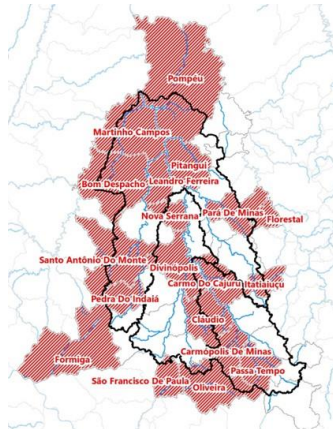 Pompéu
Martinho Campos
Pitangui
Bom Despacho
Leandro Ferreira
Nova Serrana
Pará De Minas
Florestal
Santo Antônio Do Monte
Divinópolis
Carmo Do Cajuru
Itatiaiuçu
Pedra Do Indaiá
Cláudio
Formiga
Carmópolis De Minas
Passa Tempo
São Francisco De Paula
Oliveira